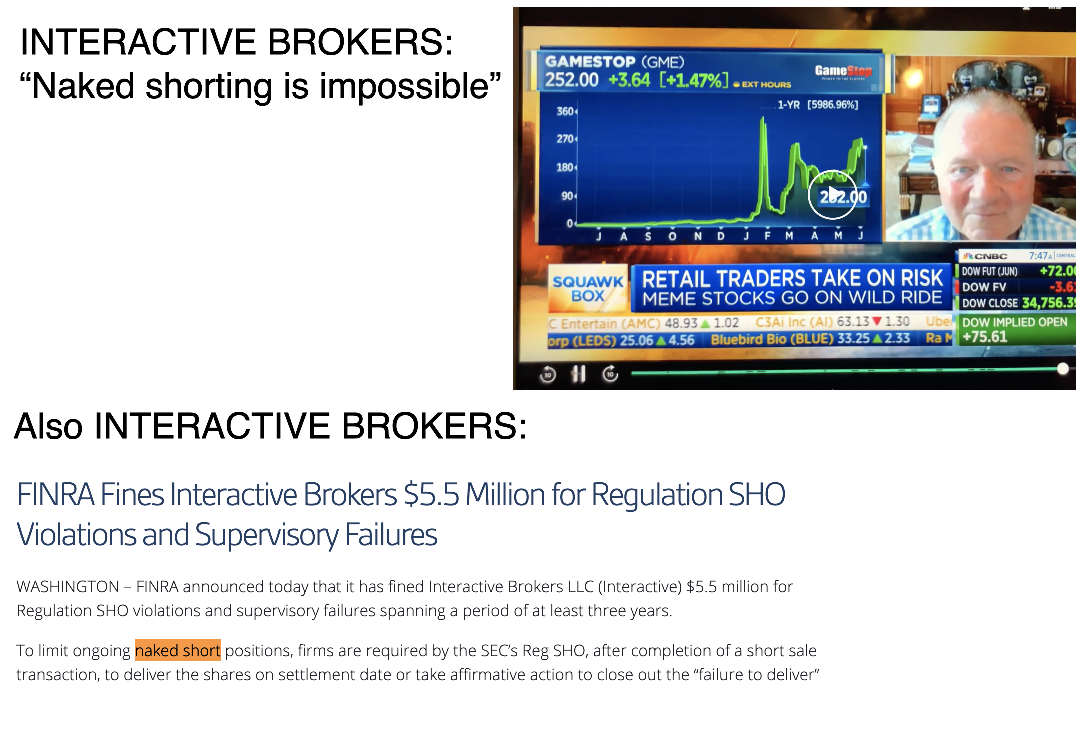 INTERACTIVE BROKERS:
“Naked shorting is impossible”
GAMESTOP (GME)
252.00 +3.64 [+1.47%] EXT HOURS
GameStop
1-YR [5986.96%]
360
270
180
90
0
252.00
J A S O N D J F M A M J
SQUAWK BOX
RETAIL TRADERS TAKE ON RISK
MEME STOCKS GO ON WILD RIDE
C Entertain (AMC) 48.93 ▲ 1.02 C3Ai Inc (AI) 63.13 ▼ 1.30 Ube
orp (LEDS) 25.06 ▲ 4.56 Bluebird Bio (BLUE) 33.25 ▲ 2.33 Ra
CNBC 7:47A CENTRAL
DOW FUT (JUN) +72.0
DOW FV -3.6
DOW CLOSE 34,756.3
DOW IMPLIED OPEN
+75.61
10
Also INTERACTIVE BROKERS:
FINRA Fines Interactive Brokers $5.5 Million for Regulation SHO
Violations and Supervisory Failures
WASHINGTON – FINRA announced today that it has fined Interactive Brokers LLC (Interactive) $5.5 million for
Regulation SHO violations and supervisory failures spanning a period of at least three years.
To limit ongoing naked short positions, firms are required by the SEC’s Reg SHO, after completion of a short sale
transaction, to deliver the shares on settlement date or take affirmative action to close out the “failure to deliver”